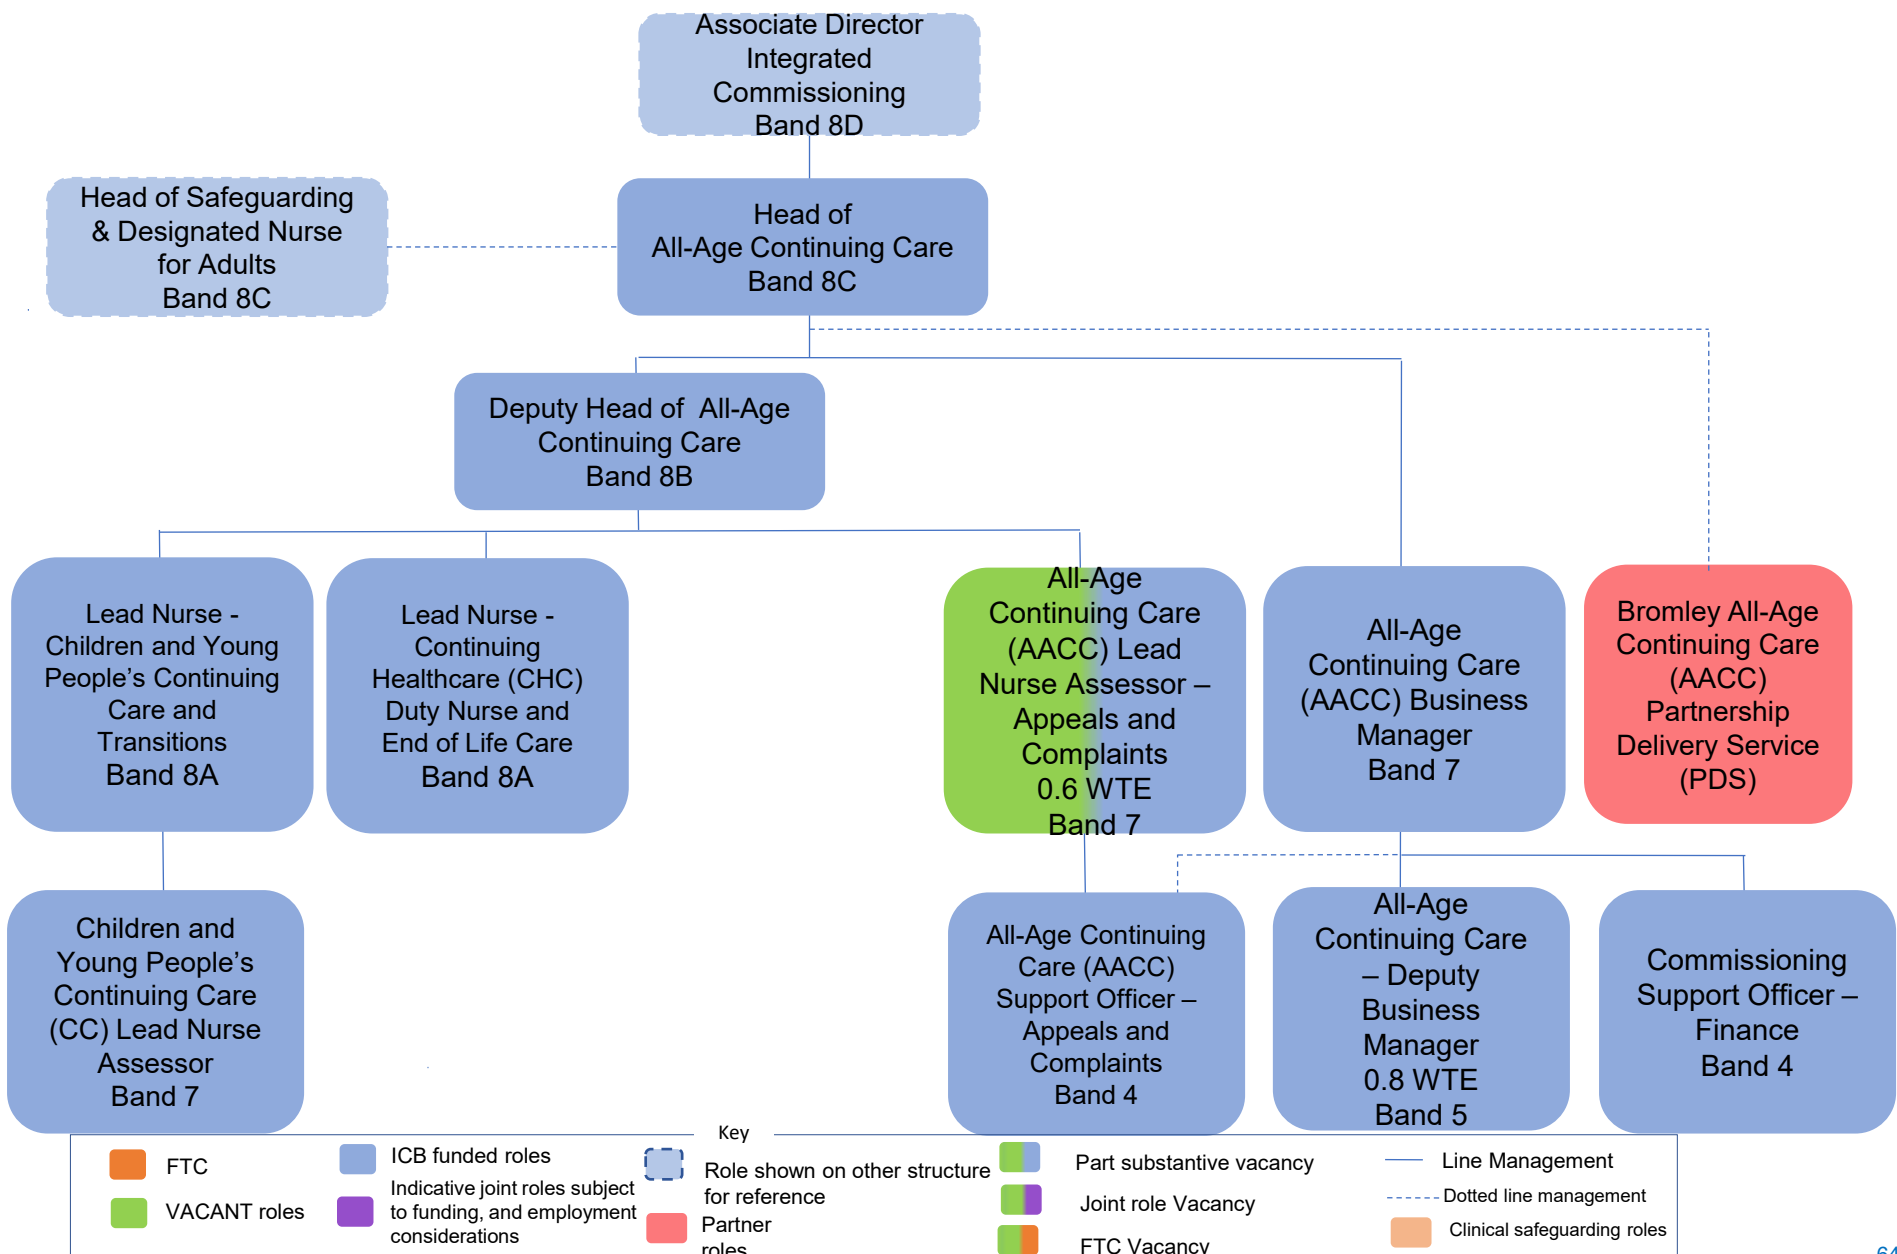 Associate Director
Integrated
Commissioning
Band 8D
Head of Safeguarding
& Designated Nurse
for Adults
Band 8C
Head of
All-Age Continuing Care
Band 8C
Deputy Head of All-Age
Continuing Care
Band 8B
Lead Nurse -
Children and Young
People’s Continuing
Care and
Transitions
Band 8A
Lead Nurse -
Continuing
Healthcare (CHC)
Duty Nurse and
End of Life Care
Band 8A
All-Age
Continuing Care
(AACC) Lead
Nurse Assessor –
Appeals and
Complaints
0.6 WTE
Band 7
All-Age
Continuing Care
(AACC) Business
Manager
Band 7
Bromley All-Age
Continuing Care
(AACC)
Partnership
Delivery Service
(PDS)
Children and
Young People’s
Continuing Care
(CC) Lead Nurse
Assessor
Band 7
All-Age Continuing
Care (AACC)
Support Officer –
Appeals and
Complaints
Band 4
All-Age
Continuing Care
– Deputy
Business
Manager
0.8 WTE
Band 5
Commissioning
Support Officer –
Finance
Band 4
Key
FTC
VACANT roles
ICB funded roles
Indicative joint roles subject
to funding, and employment
considerations
Role shown on other structure
for reference
Partner
roles
Part substantive vacancy
Joint role Vacancy
FTC Vacancy
Line Management
Dotted line management
Clinical safeguarding roles
64